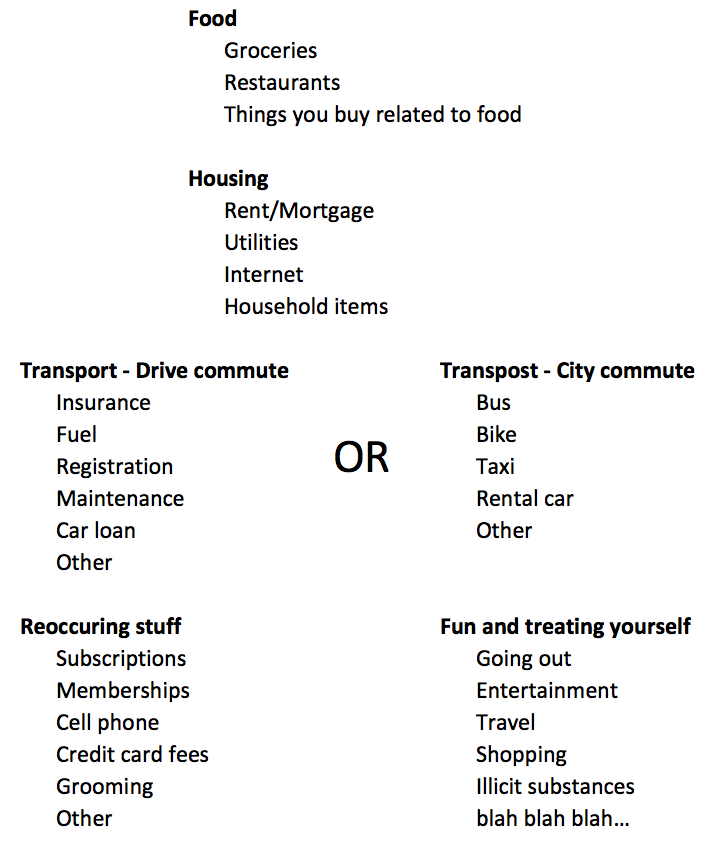 Food
Groceries
Restaurants
Things you buy related to food
Housing
Rent/Mortgage
Utilities
Internet
Household items
Transport - Drive commute
Insurance
Fuel
Registration
Maintenance
Car loan
Other
OR
Transpost - City commute
Bus
Bike
Taxi
Rental car
Other
Reoccuring stuff
Subscriptions
Memberships
Cell phone
Credit card fees
Grooming
Other
Fun and treating yourself
Going out
Entertainment
Travel
Shopping
Illicit substances
blah blah blah...